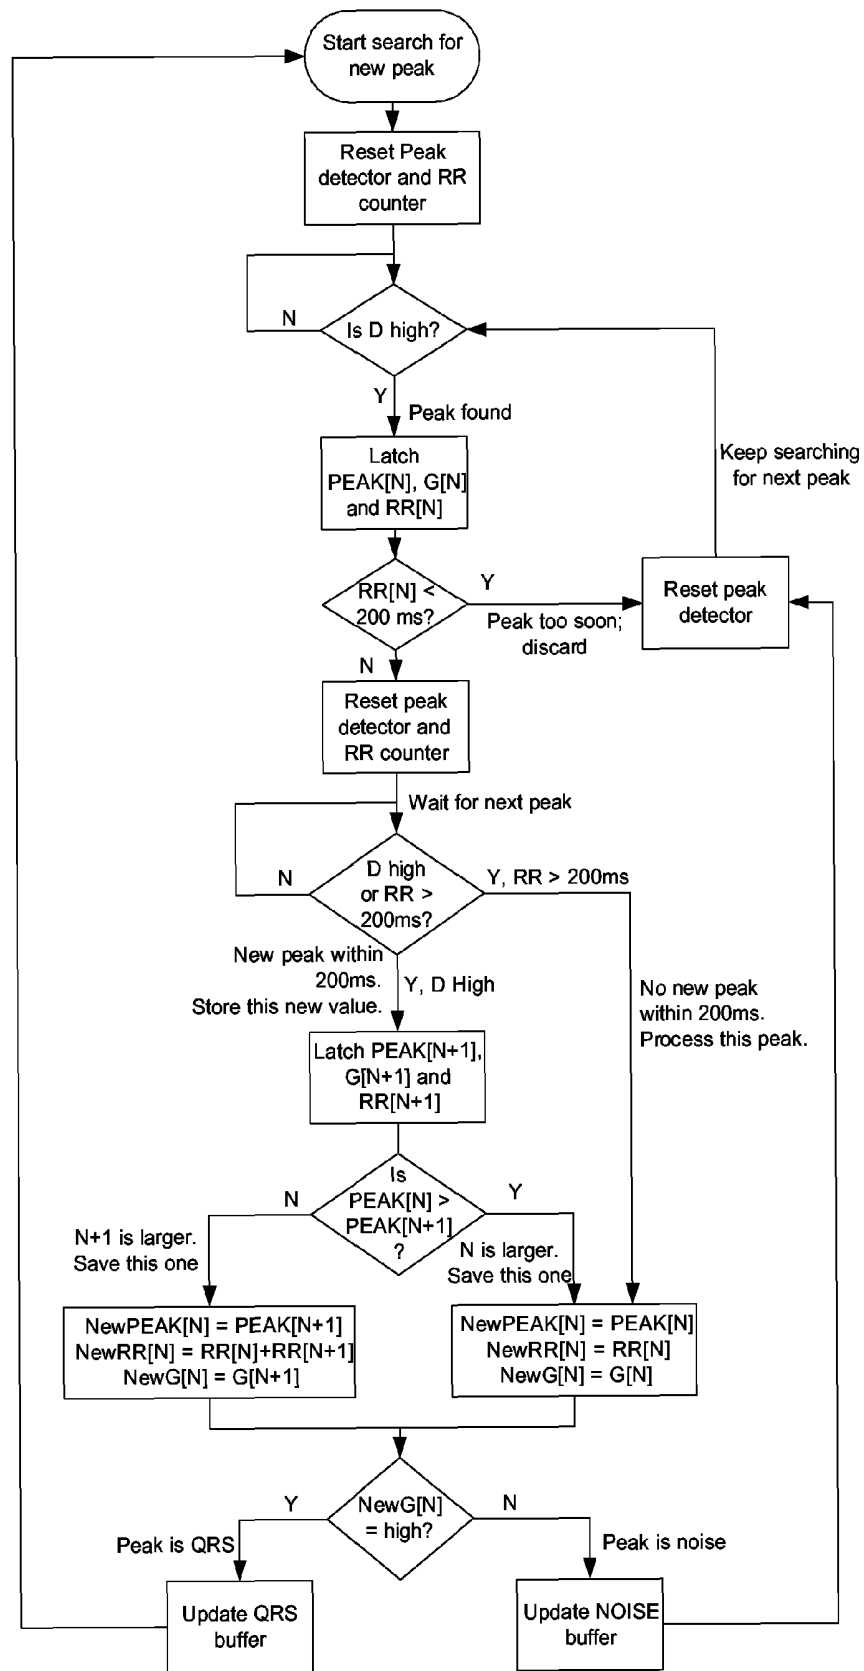 Start search for
new peak
Reset Peak
detector and RR
counter
N
Is D high?
Y
Peak found
Keep searching
for next peak
Latch
PEAK[N], G[N]
and RR[N]
RR[N] <
200 ms?
Y
Peak too soon;
discard
Reset peak
detector
N
Reset peak
detector and
RR counter
Wait for next peak
N
D high
or RR >
200ms?
Y, RR > 200ms
New peak within
200ms.
Store this new value.
Y, D High
No new peak
within 200ms.
Process this peak.
Latch PEAK[N+1],
G[N+1] and
RR[N+1]
N
Is
PEAK[N] >
PEAK[N+1]
?
Y
N+1 is larger.
Save this one
N is larger.
Save this one
NewPEAK[N] = PEAK[N+1]
NewRR[N] = RR[N]+RR[N+1]
NewG[N] = G[N+1]
NewPEAK[N] = PEAK[N]
NewRR[N] = RR[N]
NewG[N] = G[N]
Y
NewG[N]
= high?
N
Peak is QRS
Peak is noise
Update QRS
buffer
Update NOISE
buffer